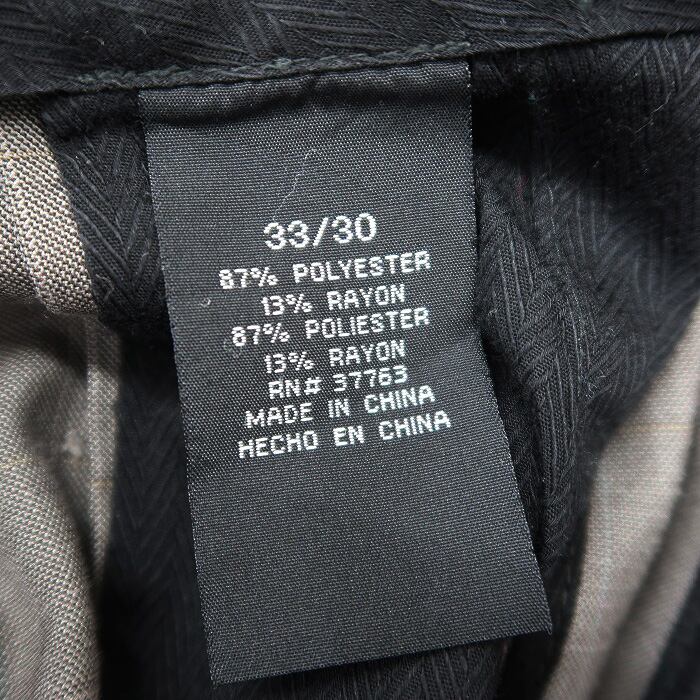 33/30
87% POLYESTER
13% RAYON
87% POLIESTER
13% RAYON
RN# 37763
MADE IN CHINA
HECHO EN CHINA